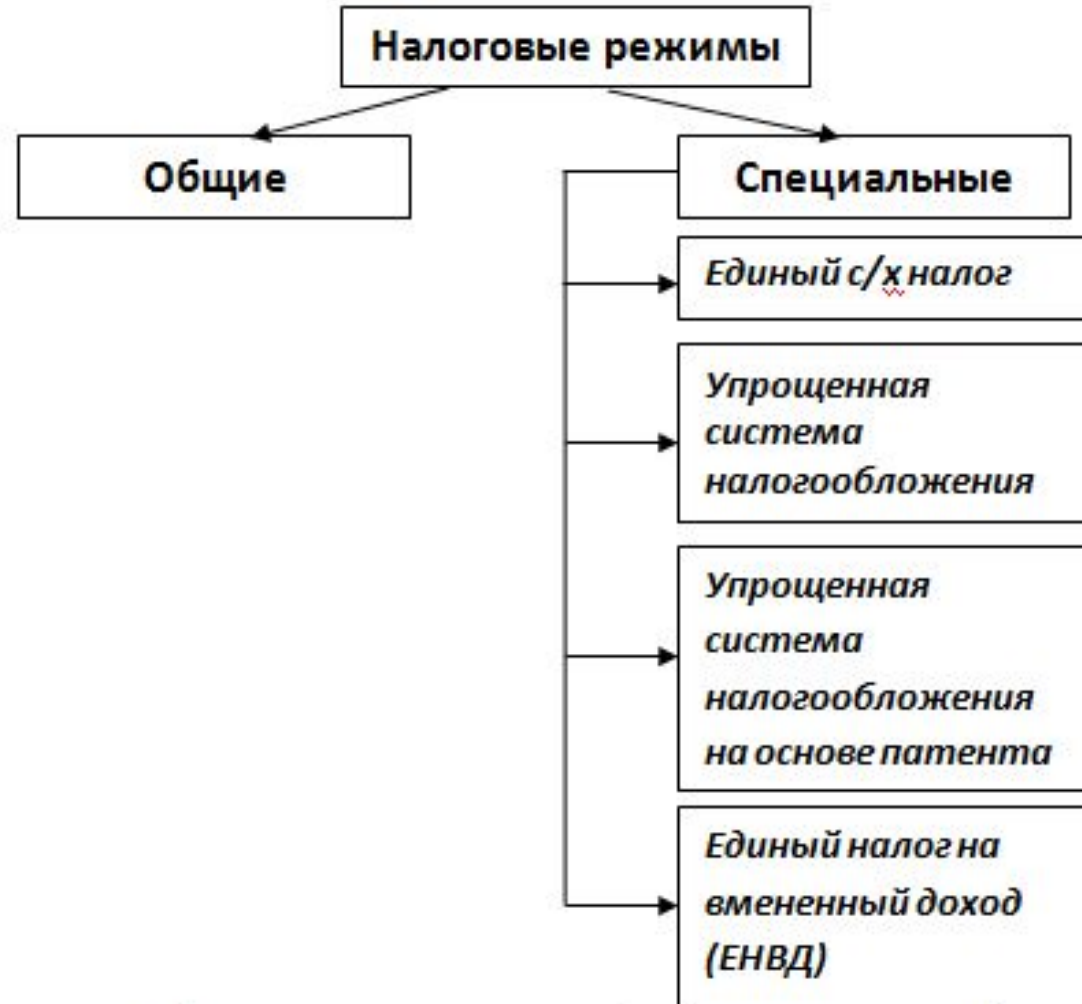 Налоговые режимы
Общие
Специальные
Единый с/х налог
Упрощенная
система
налогообложения
Упрощенная
система
налогообложения
на основе патента
Единый налог на
вмененный доход
(ЕНВД)